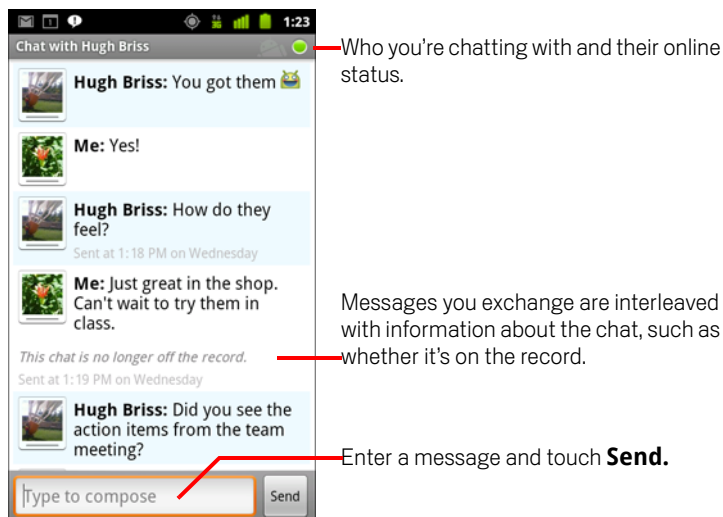 1:23
Chat with Hugh Briss
Who you're chatting with and their online
status.
Hugh Briss: You got them
Me: Yes!
Hugh Briss: How do they
feel?
Sent at 1:18 PM on Wednesday
Me: Just great in the shop.
Can't wait to try them in
class.
Messages you exchange are interleaved
with information about the chat, such as
whether it's on the record.
This chat is no longer off the record.
Sent at 1:19 PM on Wednesday
Hugh Briss: Did you see the
action items from the team
meeting?
Enter a message and touch Send.
Type to compose
Send